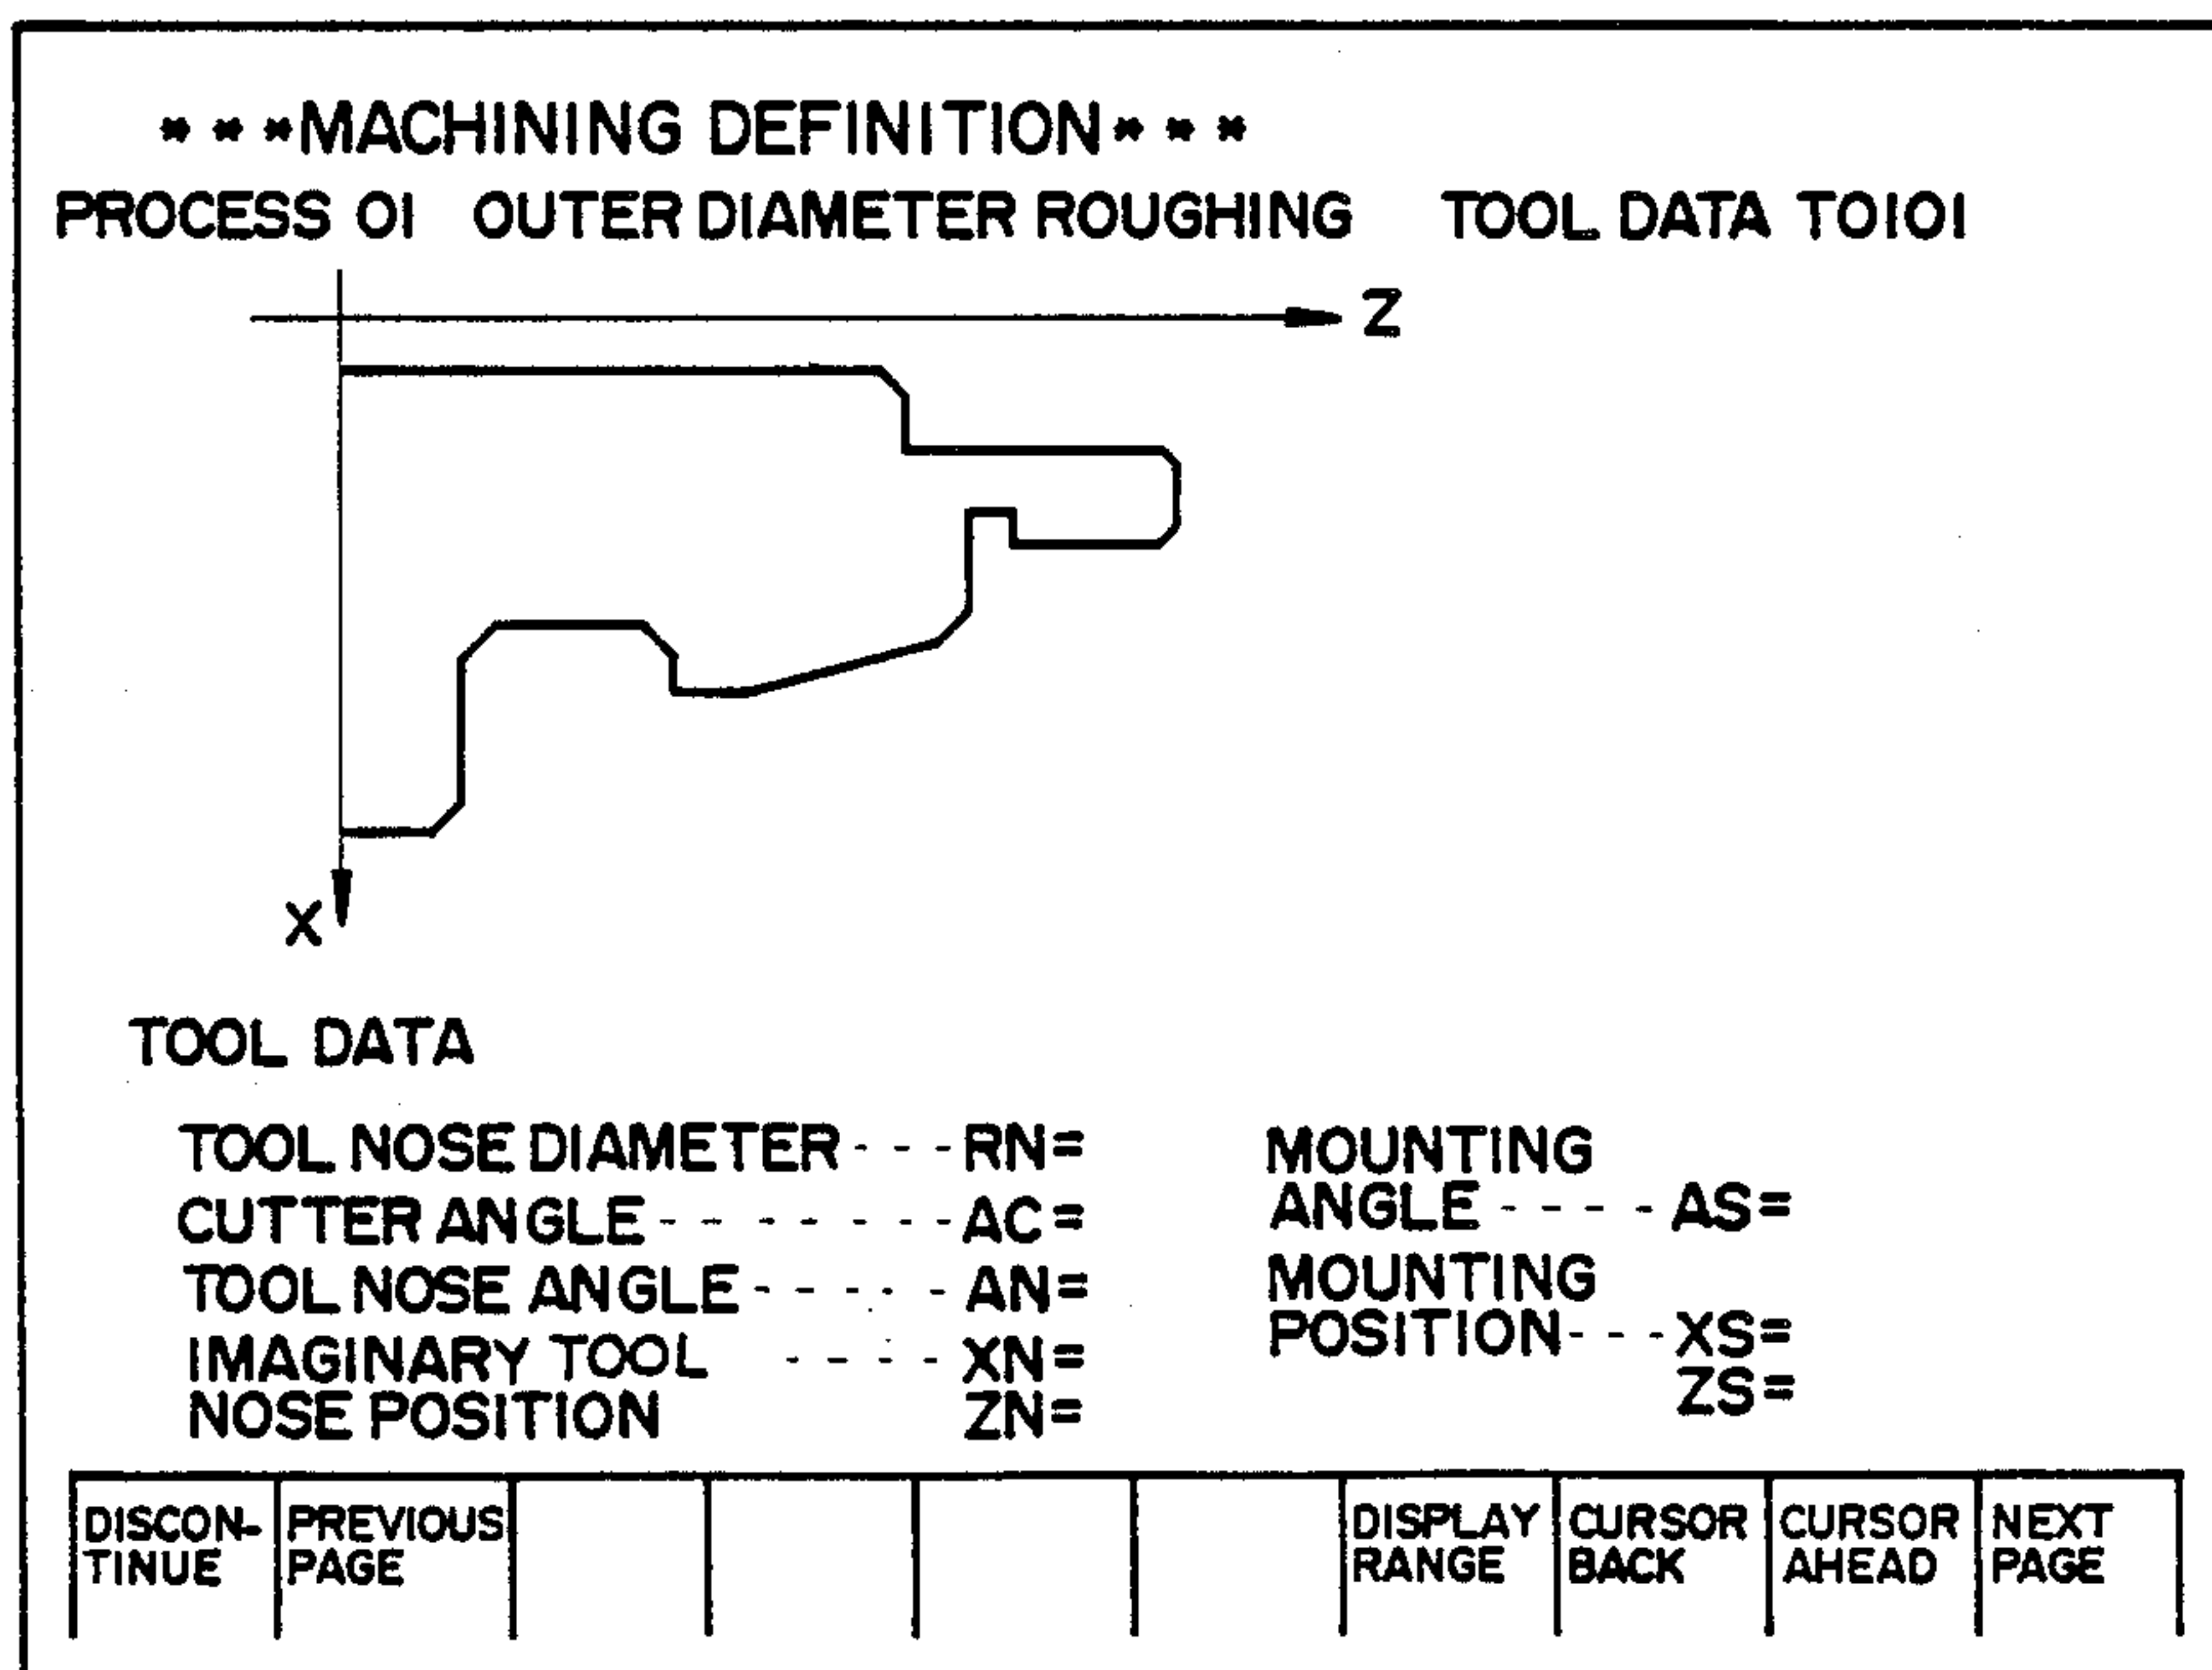 ***MACHINING DEFINITION***
PROCESS 01 OUTER DIAMETER ROUGHING TOOL DATA T0101
Z
X
TOOL DATA
TOOL NOSE DIAMETER---RN=
CUTTER ANGLE-------AC=
TOOL NOSE ANGLE-----AN=
IMAGINARY TOOL ----XN=
NOSE POSITION ZN=
MOUNTING
ANGLE----AS=
MOUNTING
POSITION---XS=
ZS=
DISCON-
TINUE
PREVIOUS
PAGE
DISPLAY
RANGE
CURSOR
BACK
CURSOR
AHEAD
NEXT
PAGE